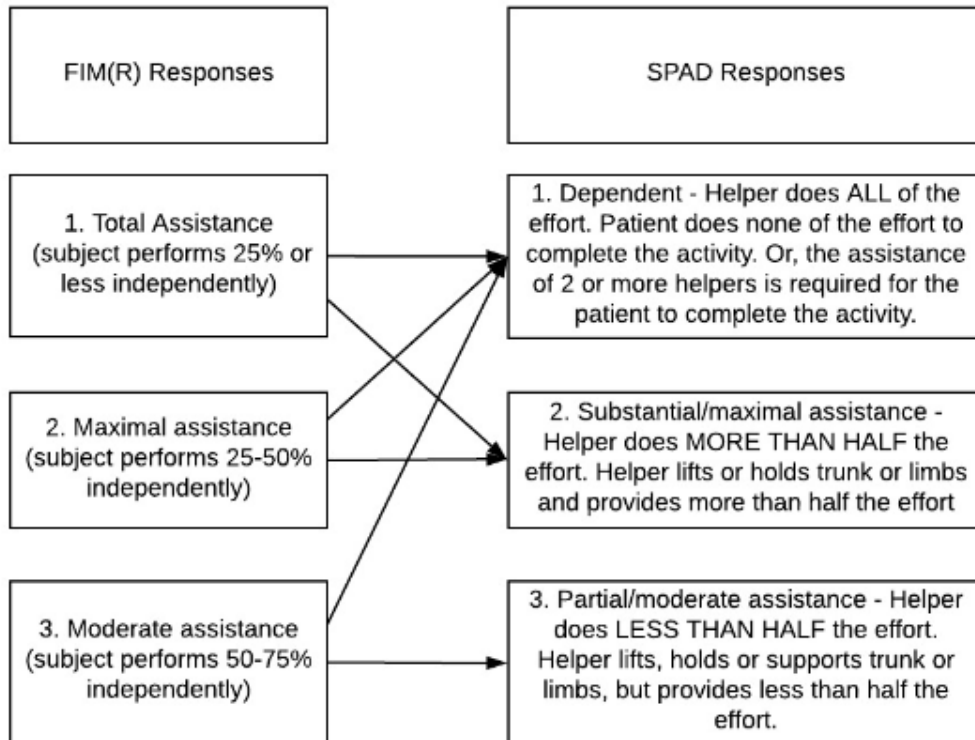 FIM(R) Responses
SPAD Responses
1. Total Assistance
(subject performs 25% or
less independently)
1. Dependent - Helper does ALL of the
effort. Patient does none of the effort to
complete the activity. Or, the assistance
of 2 or more helpers is required for the
patient to complete the activity.
2. Maximal assistance
(subject performs 25-50%
independently)
2. Substantial/maximal assistance -
Helper does MORE THAN HALF the
effort. Helper lifts or holds trunk or limbs
and provides more than half the effort
3. Moderate assistance
(subject performs 50-75%
independently)
3. Partial/moderate assistance - Helper
does LESS THAN HALF the effort.
Helper lifts, holds or supports trunk or
limbs, but provides less than half the
effort.